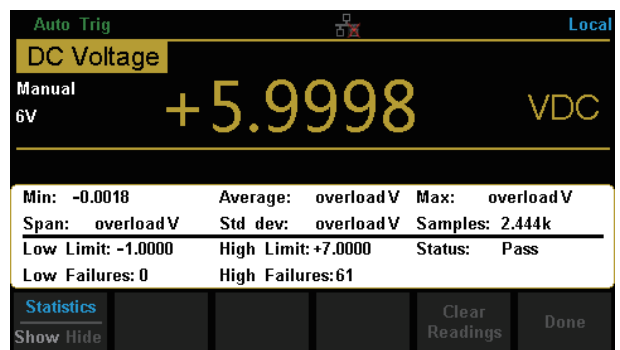 Auto Trig Local
DC Voltage
Manual
6V +5.9998 VDC
Min: -0.0018 Average: overload V Max: overload V
Span: overload V Std dev: overload V Samples: 2.444k
Low Limit: -1.0000 High Limit: +7.0000 Status: Pass
Low Failures: 0 High Failures: 61
Statistics Clear Done
Show Hide Readings